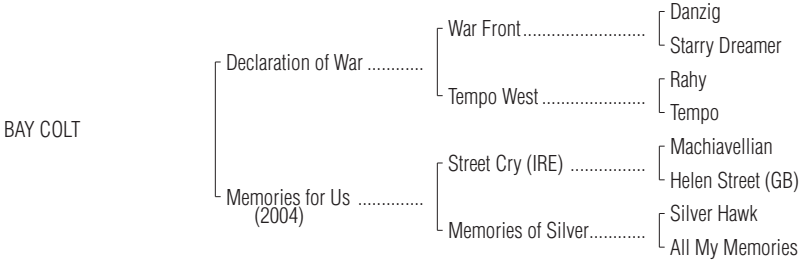 Danzig
War Front.........................
Starry Dreamer
Declaration of War ............
Rahy
Tempo West .....................
Tempo
BAY COLT
Machiavellian
Street Cry (IRE) ................
Helen Street (GB)
Memories for Us ..............
(2004)
Silver Hawk
Memories of Silver............
All My Memories